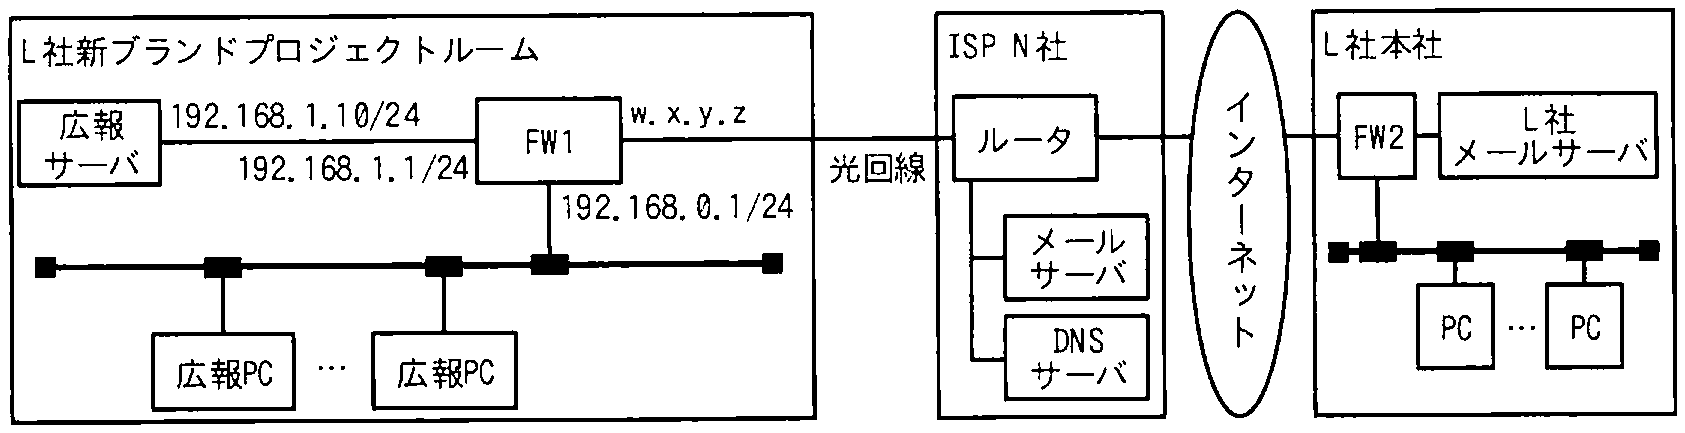 L社新ブランドプロジェクトルーム
広報
サーバ
192.168.1.10/24
192.168.1.1/24
FW1
w.x.y.z
192.168.0.1/24
広報PC
…
広報PC
光回線
ISP N社
ルータ
メール
サーバ
DNS
サーバ
インターネット
L社本社
FW2
L社
メールサーバ
PC
…
PC